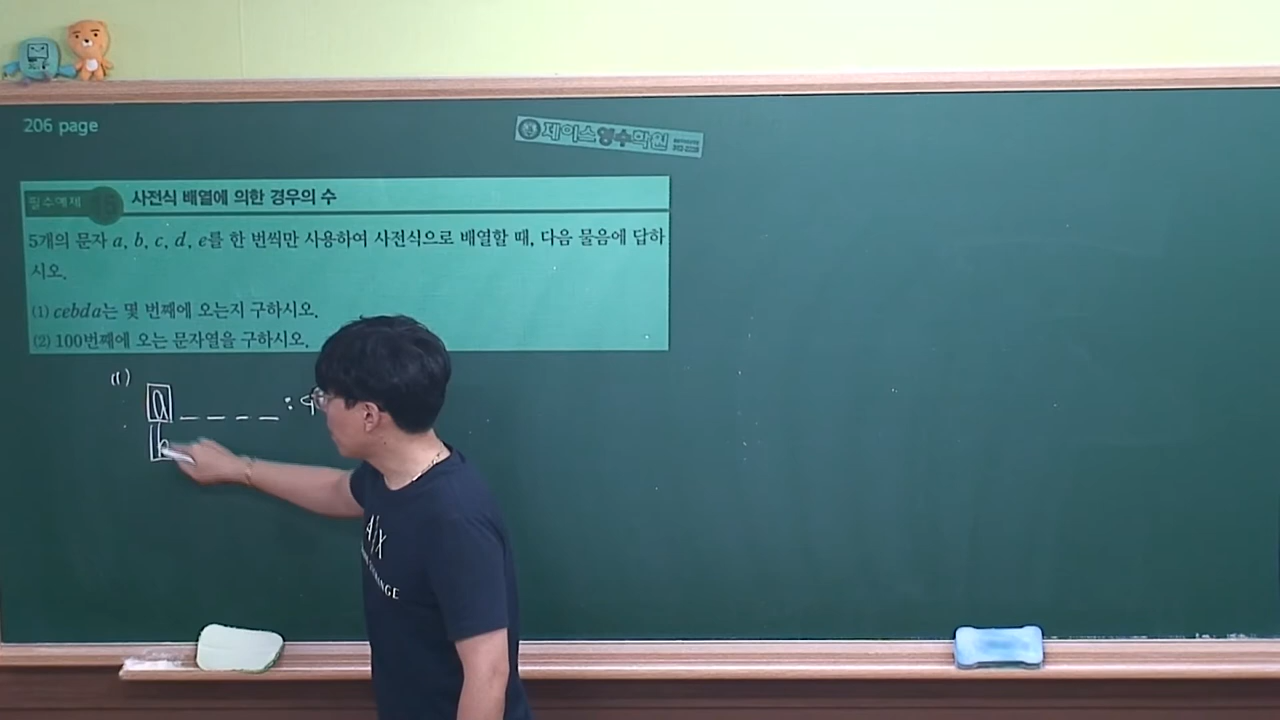 206 page
제이스영수학원
필수예제 15 사전식 배열에 의한 경우의 수
5개의 문자 a, b, c, d, e를 한 번씩만 사용하여 사전식으로 배열할 때, 다음 물음에 답하
시오.
(1) cebda는 몇 번째에 오는지 구하시오.
(2) 100번째에 오는 문자열을 구하시오.
(1)
a _ _ _ _ : 4
b
A|X